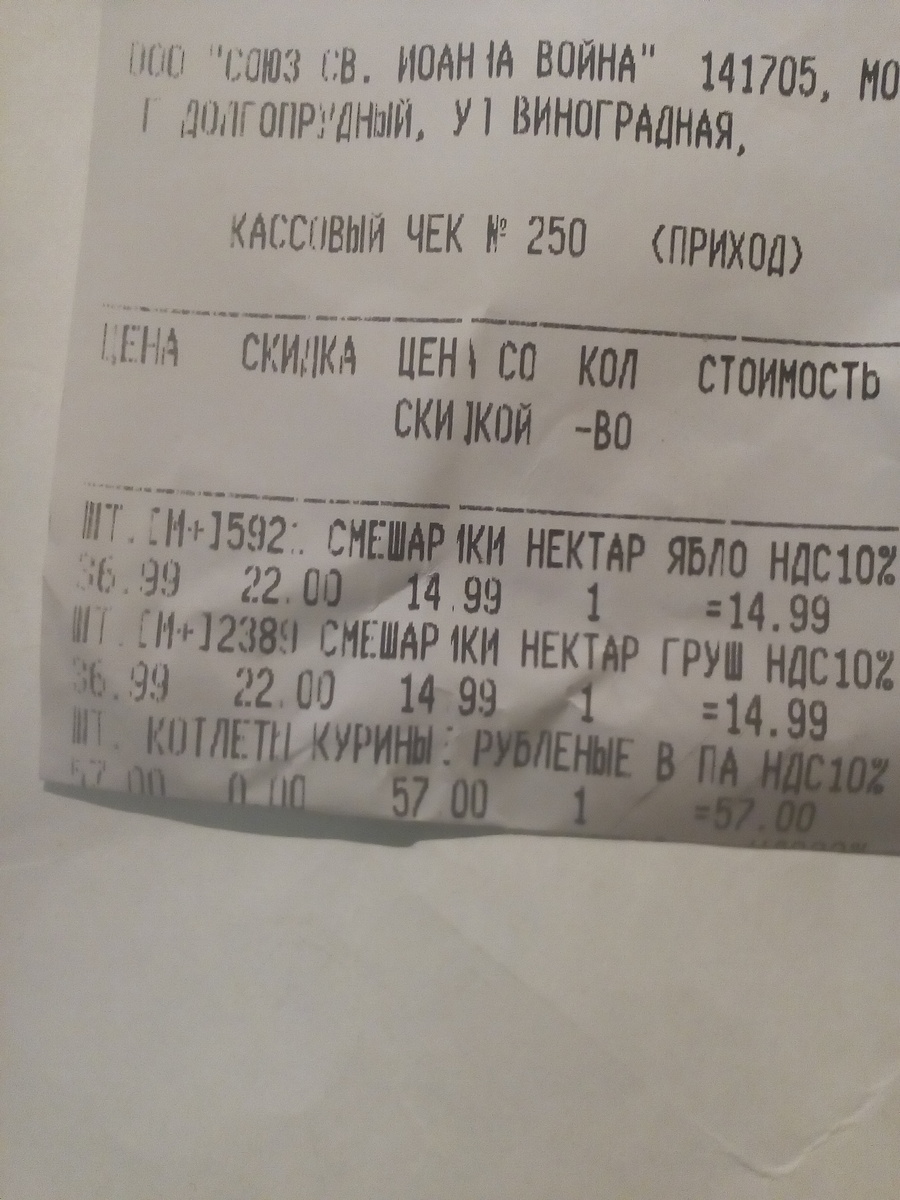 ООО "СОЮЗ СВ. ИОАННА ВОЙНА" 141705, МО
Г ДОЛГОПРУДНЫЙ, УЛ ВИНОГРАДНАЯ,
КАССОВЫЙ ЧЕК № 250 (ПРИХОД)
ЦЕНА СКИДКА ЦЕНА СО КОЛ СТОИМОСТЬ
СКИДКОЙ -ВО
ШТ. [М+] СМЕШАРИКИ НЕКТАР ЯБЛО НДС10%
36.99 22.00 14.99 1 =14.99
ШТ. [М+]2389 СМЕШАРИКИ НЕКТАР ГРУШ НДС10%
36.99 22.00 14.99 1 =14.99
ШТ. КОТЛЕТЫ КУРИНЫЕ РУБЛЕНЫЕ В ПА НДС10%
57.00 0.00 57.00 1 =57.00